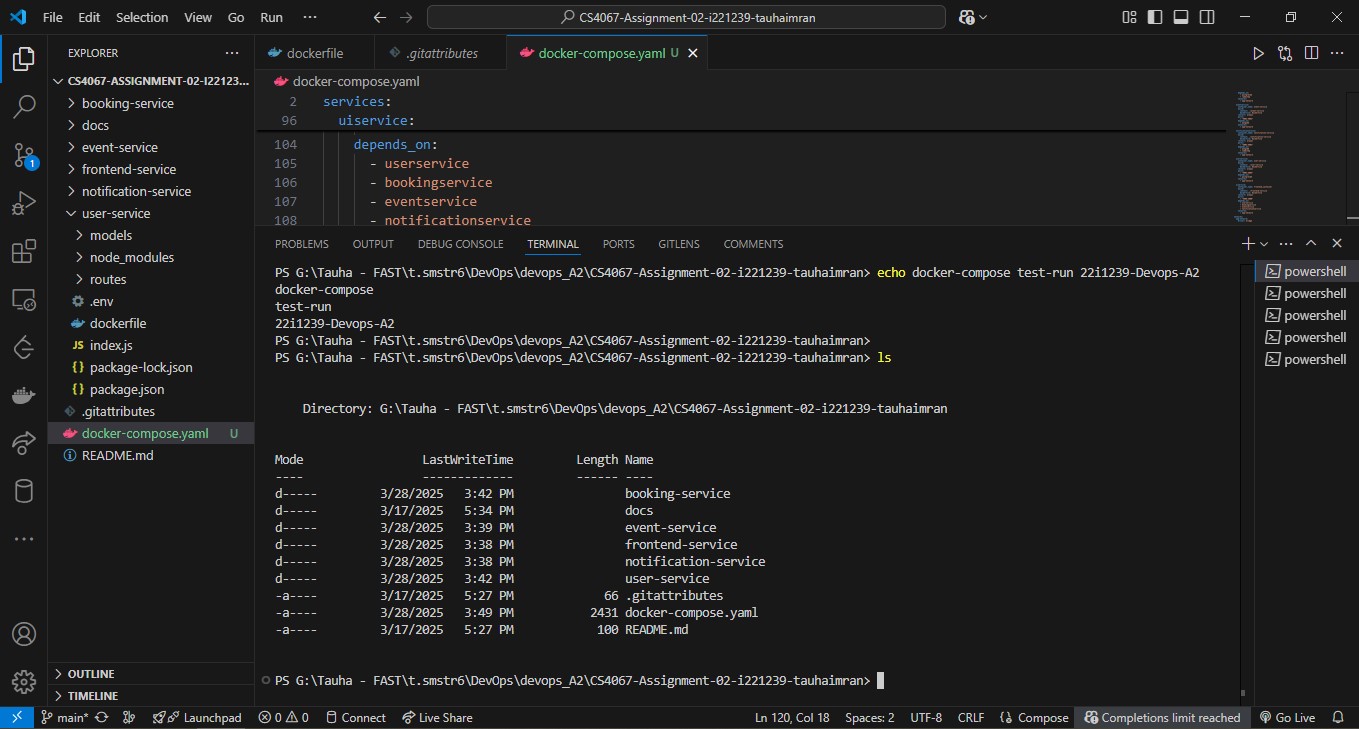 File Edit Selection View Go Run ··· CS4067-Assignment-02-i221239-tauhaimran
EXPLORER ···
CS4067-ASSIGNMENT-02-I22123...
booking-service
docs
event-service
frontend-service
notification-service
user-service
models
node_modules
routes
.env
dockerfile
JS index.js
{} package-lock.json
{} package.json
.gitattributes
docker-compose.yaml U
README.md
OUTLINE
TIMELINE
1
dockerfile .gitattributes docker-compose.yaml U
docker-compose.yaml
2 services:
96 uiservice:
104 depends_on:
105 - userservice
106 - bookingservice
107 - eventservice
108 - notificationservice
PROBLEMS OUTPUT DEBUG CONSOLE TERMINAL PORTS GITLENS COMMENTS
PS G:\Tauha - FAST\t.smstr6\DevOps\devops_A2\CS4067-Assignment-02-i221239-tauhaimran> echo docker-compose test-run 22i1239-Devops-A2
docker-compose
test-run
22i1239-Devops-A2
PS G:\Tauha - FAST\t.smstr6\DevOps\devops_A2\CS4067-Assignment-02-i221239-tauhaimran>
PS G:\Tauha - FAST\t.smstr6\DevOps\devops_A2\CS4067-Assignment-02-i221239-tauhaimran> ls
Directory: G:\Tauha - FAST\t.smstr6\DevOps\devops_A2\CS4067-Assignment-02-i221239-tauhaimran
Mode LastWriteTime Length Name
---- ------------- ------ ----
d----- 3/28/2025 3:42 PM booking-service
d----- 3/17/2025 5:34 PM docs
d----- 3/28/2025 3:39 PM event-service
d----- 3/28/2025 3:38 PM frontend-service
d----- 3/28/2025 3:38 PM notification-service
d----- 3/28/2025 3:42 PM user-service
-a---- 3/17/2025 5:27 PM 66 .gitattributes
-a---- 3/28/2025 3:49 PM 2431 docker-compose.yaml
-a---- 3/17/2025 5:27 PM 100 README.md
PS G:\Tauha - FAST\t.smstr6\DevOps\devops_A2\CS4067-Assignment-02-i221239-tauhaimran>
powershell
powershell
powershell
powershell
powershell
main* Launchpad 0 0 Connect Live Share Ln 120, Col 18 Spaces: 2 UTF-8 CRLF Compose Completions limit reached Go Live